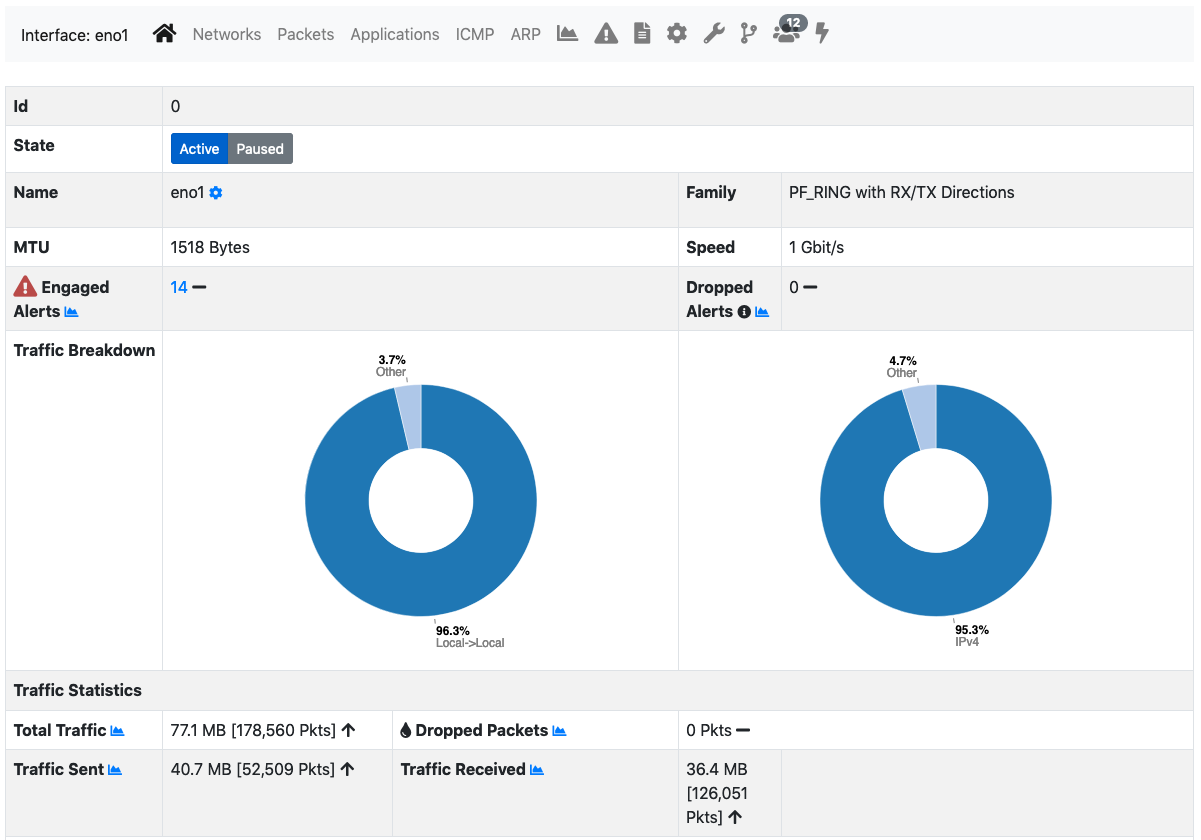 Interface: eno1 Networks Packets Applications ICMP ARP 12
Id 0
State Active Paused
Name eno1 Family PF_RING with RX/TX Directions
MTU 1518 Bytes Speed 1 Gbit/s
Engaged Alerts 14 Dropped Alerts 0
Traffic Breakdown
3.7%
Other
96.3%
Local->Local
4.7%
Other
95.3%
IPv4
Traffic Statistics
Total Traffic 77.1 MB [178,560 Pkts] Dropped Packets 0 Pkts
Traffic Sent 40.7 MB [52,509 Pkts] Traffic Received 36.4 MB
[126,051
Pkts]